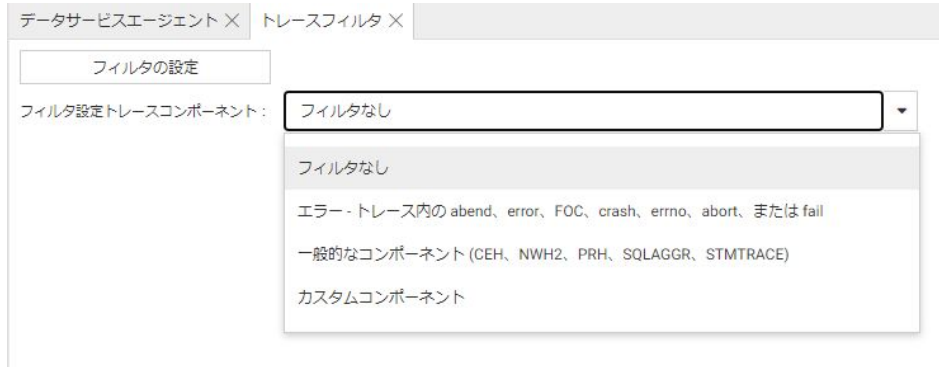 データサービスエージェント × トレースフィルタ ×
フィルタの設定
フィルタ設定トレースコンポーネント : フィルタなし
フィルタなし
エラー - トレース内の abend、error、FOC、crash、errno、abort、または fail
一般的なコンポーネント (CEH、NWH2、PRH、SQLAGGR、STMTRACE)
カスタムコンポーネント